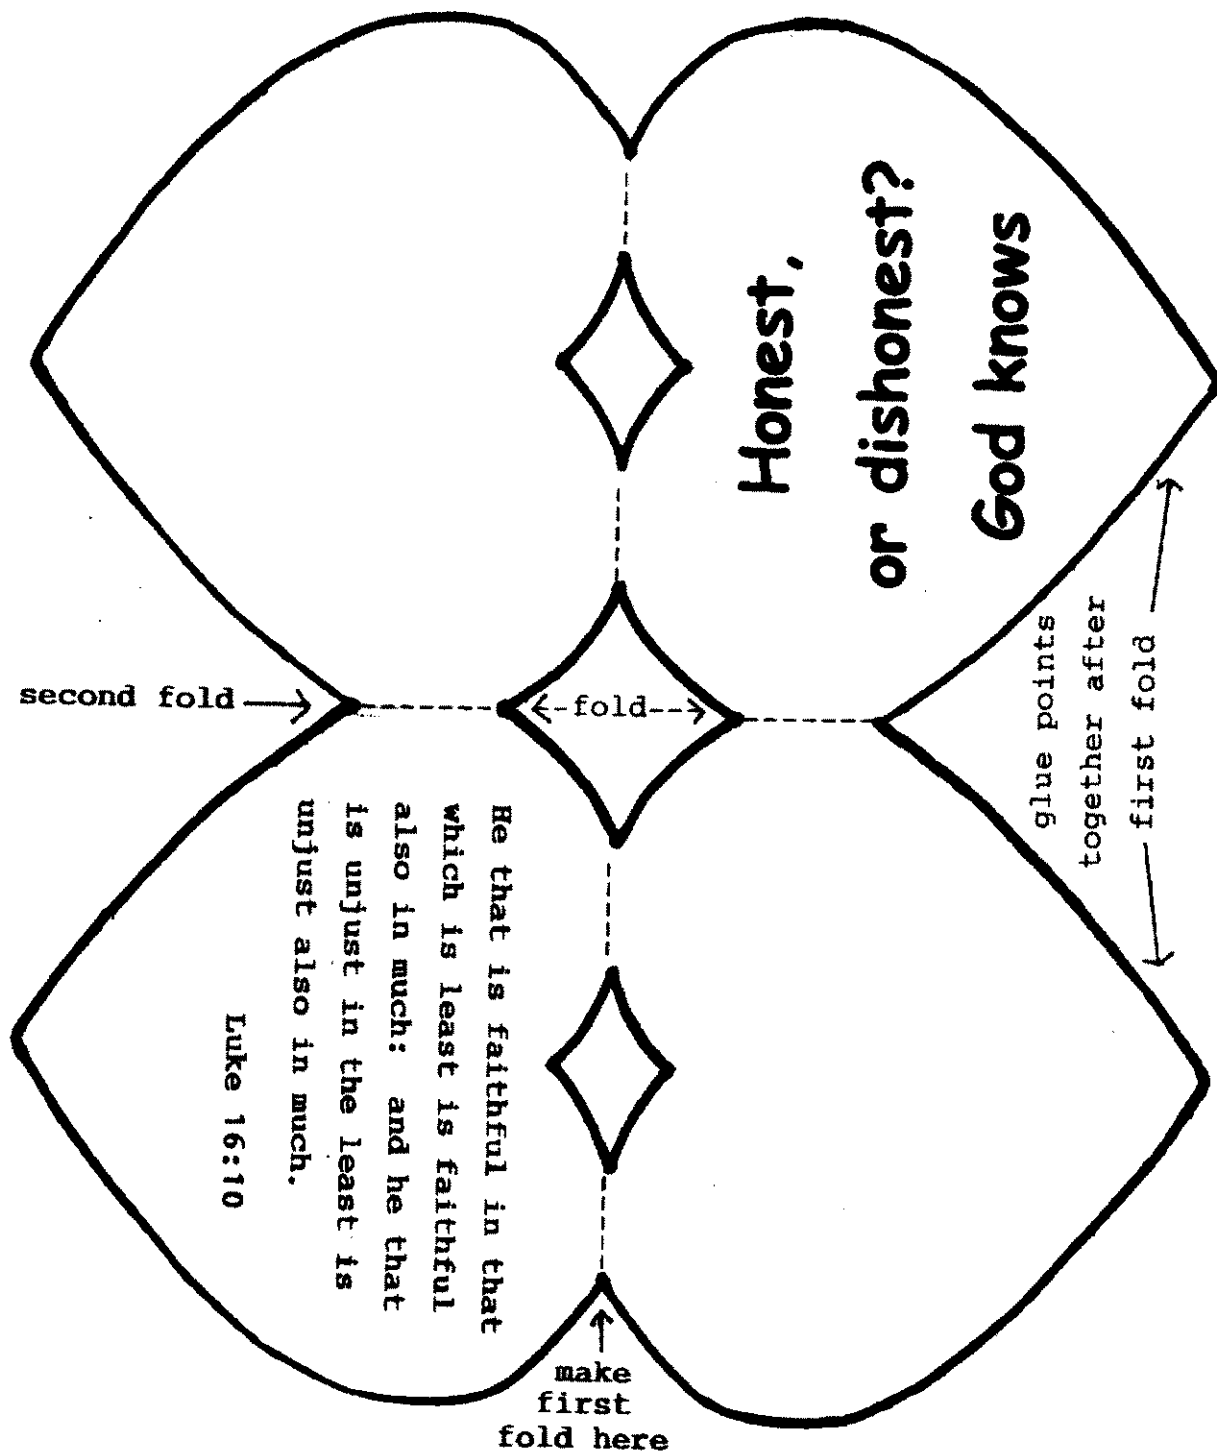 Honest,
or dishonest?
God knows
glue points
together after
first fold
second fold
fold
He that is faithful in that
which is least is faithful
also in much: and he that
is unjust in the least is
unjust also in much.
Luke 16:10
make
first
fold here